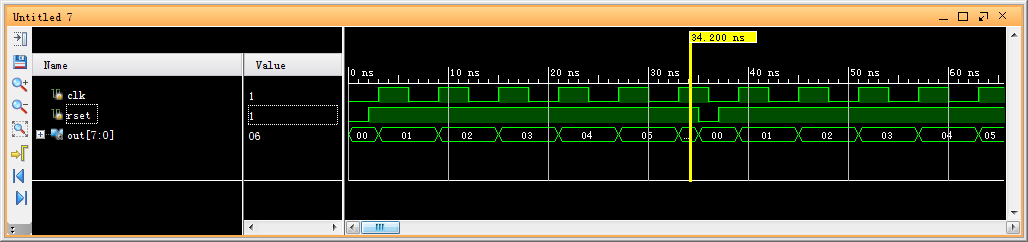 Untitled 7
34.200 ns
Name Value
0 ns 10 ns 20 ns 30 ns 40 ns 50 ns 60 ns
clk 1
rset 1
out[7:0] 06 00 01 02 03 04 05 ... 00 01 02 03 04 05